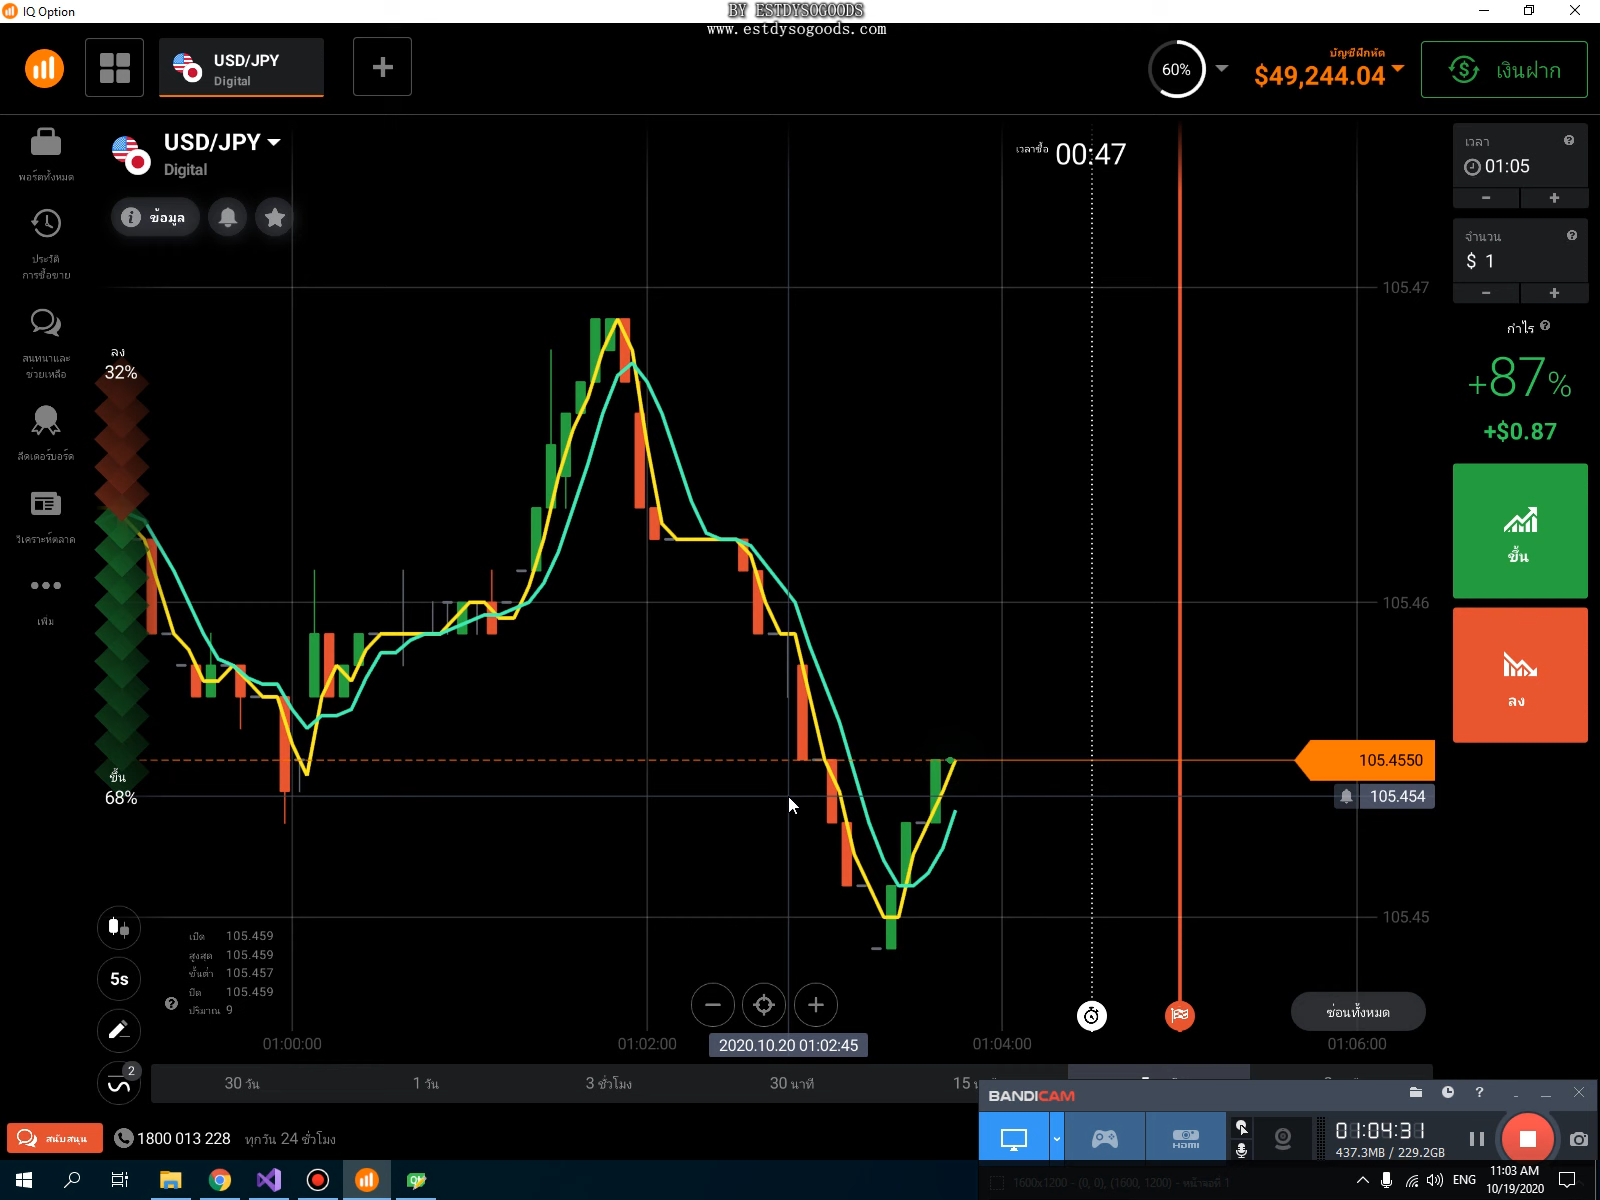 IQ Option
BY ESTDYSOGOODS
www.estdysogoods.com
USD/JPY
Digital
60%
บัญชีฝึกหัด
$49,244.04
เงินฝาก
พอร์ตทั้งหมด
ประวัติ
การซื้อขาย
สนทนาและ
ช่วยเหลือ
ลีดเดอร์บอร์ด
วิเคราะห์ตลาด
เพิ่ม
USD/JPY
Digital
ข้อมูล
เวลาซื้อ 00:47
ลง
32%
ขึ้น
68%
105.47
105.46
105.4550
105.454
105.45
เวลา
01:05
- +
จำนวน
$ 1
- +
กำไร
+87%
+$0.87
ขึ้น
ลง
5s
2
เปิด 105.459
สูงสุด 105.459
ขั้นต่ำ 105.457
ปิด 105.459
ปริมาณ 9
ซ่อนทั้งหมด
01:00:00
01:02:00
2020.10.20 01:02:45
01:04:00
01:06:00
30 วัน
1 วัน
3 ชั่วโมง
30 นาที
15
สนับสนุน
1800 013 228 ทุกวัน 24 ชั่วโมง
BANDICAM
HDMI
01:04:31
437.3MB / 229.2GB
1600x1200 - (0, 0), (1600, 1200) - หน้าจอที่ 1
ENG
11:03 AM
10/19/2020